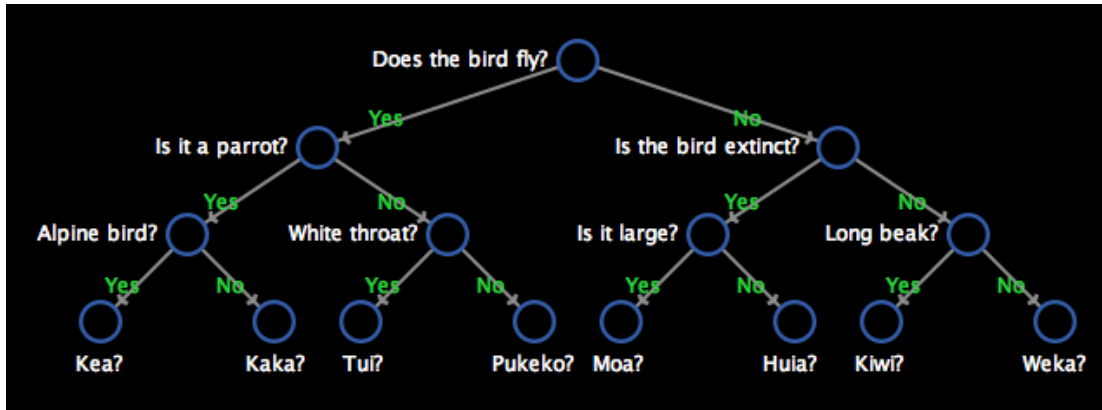 Does the bird fly?
Yes
No
Is it a parrot?
Is the bird extinct?
Yes
No
Yes
No
Alpine bird?
White throat?
Is it large?
Long beak?
Yes
No
Yes
No
Yes
No
Yes
No
Kea?
Kaka?
Tui?
Pukeko?
Moa?
Huia?
Kiwi?
Weka?